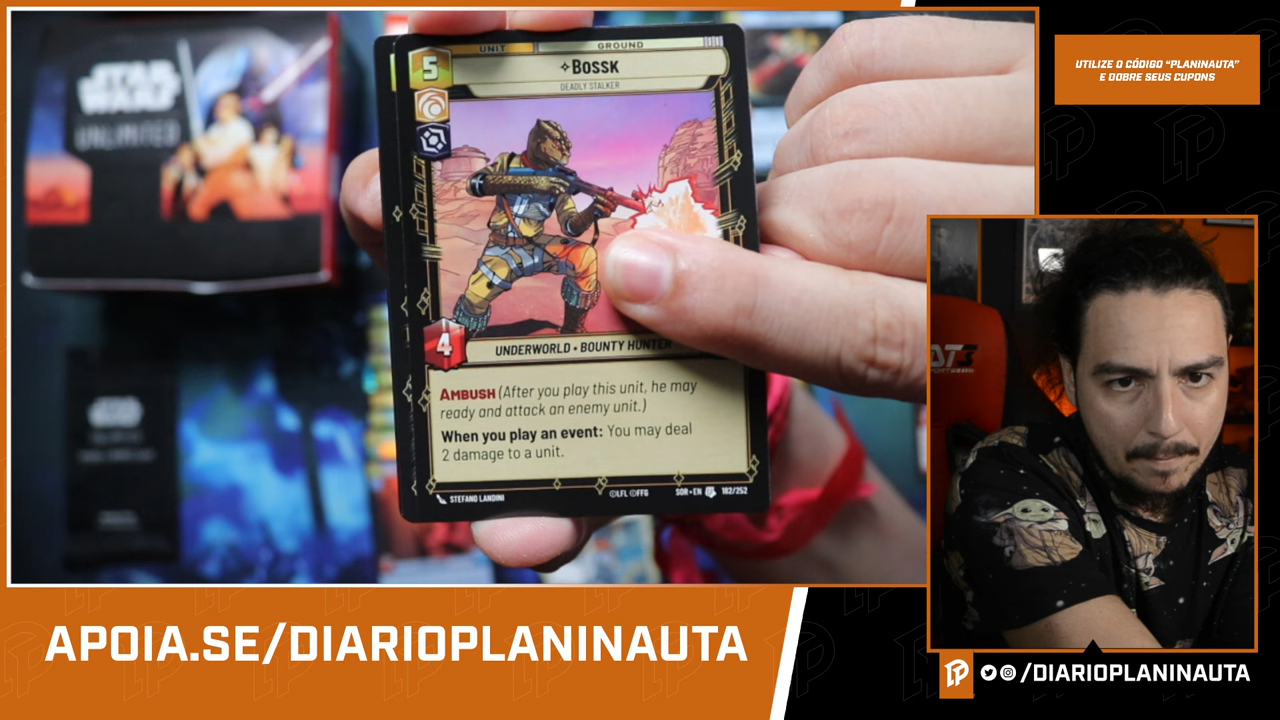 STAR
WARS
UNLIMITED
UNIT
GROUND
5
BOSSK
DEADLY STALKER
4
UNDERWORLD • BOUNTY HUNTER
AMBUSH (After you play this unit, he may
ready and attack an enemy unit.)
When you play an event: You may deal
2 damage to a unit.
STEFANO LANDINI
©LFL ©FFG
SOR • EN
182/252
UTILIZE O CÓDIGO “PLANINAUTA”
E DOBRE SEUS CUPONS
APOIA.SE/DIARIOPLANINAUTA
/DIARIOPLANINAUTA